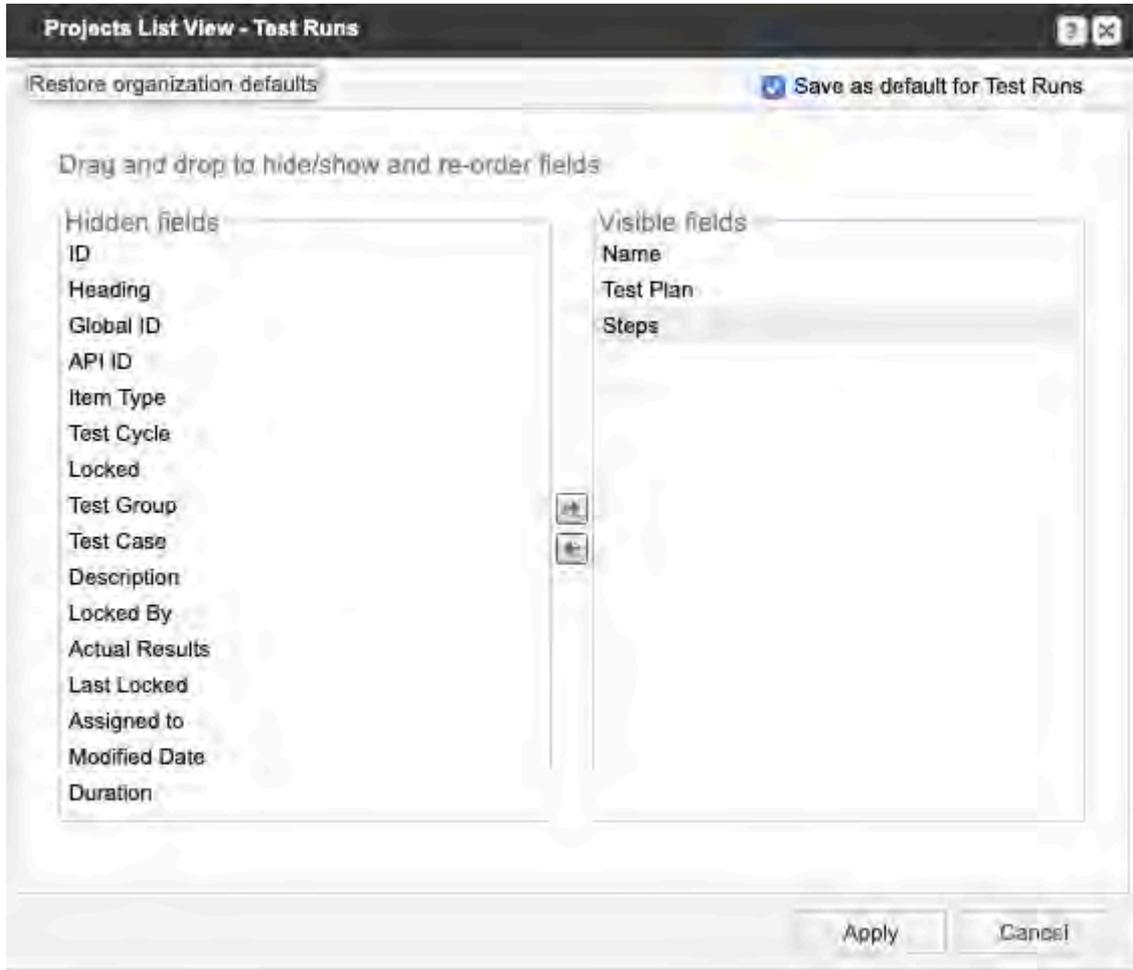 Projects List View - Test Runs
Restore organization defaults
Save as default for Test Runs
Drag and drop to hide/show and re-order fields
Hidden fields
ID
Heading
Global ID
API ID
Item Type
Test Cycle
Locked
Test Group
Test Case
Description
Locked By
Actual Results
Last Locked
Assigned to
Modified Date
Duration
Visible fields
Name
Test Plan
Steps
Apply
Cancel